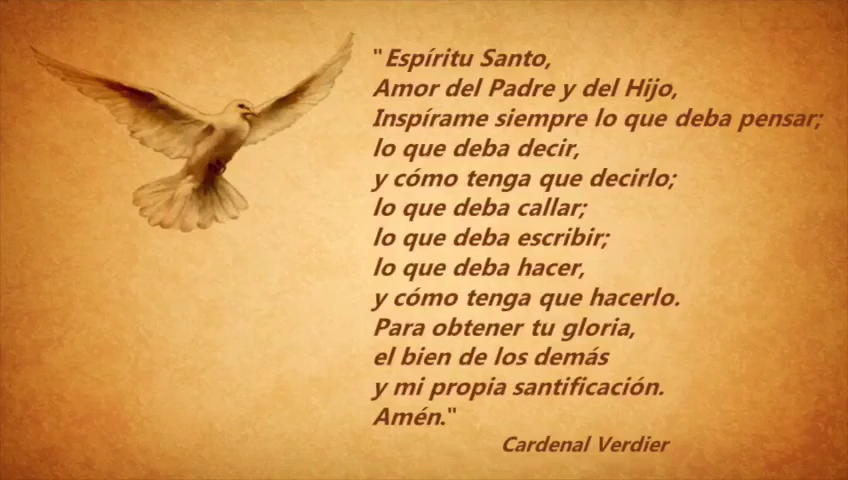 "Espíritu Santo,
Amor del Padre y del Hijo,
Inspírame siempre lo que deba pensar;
lo que deba decir,
y cómo tenga que decirlo;
lo que deba callar;
lo que deba escribir;
lo que deba hacer,
y cómo tenga que hacerlo.
Para obtener tu gloria,
el bien de los demás
y mi propia santificación.
Amén."
Cardenal Verdier